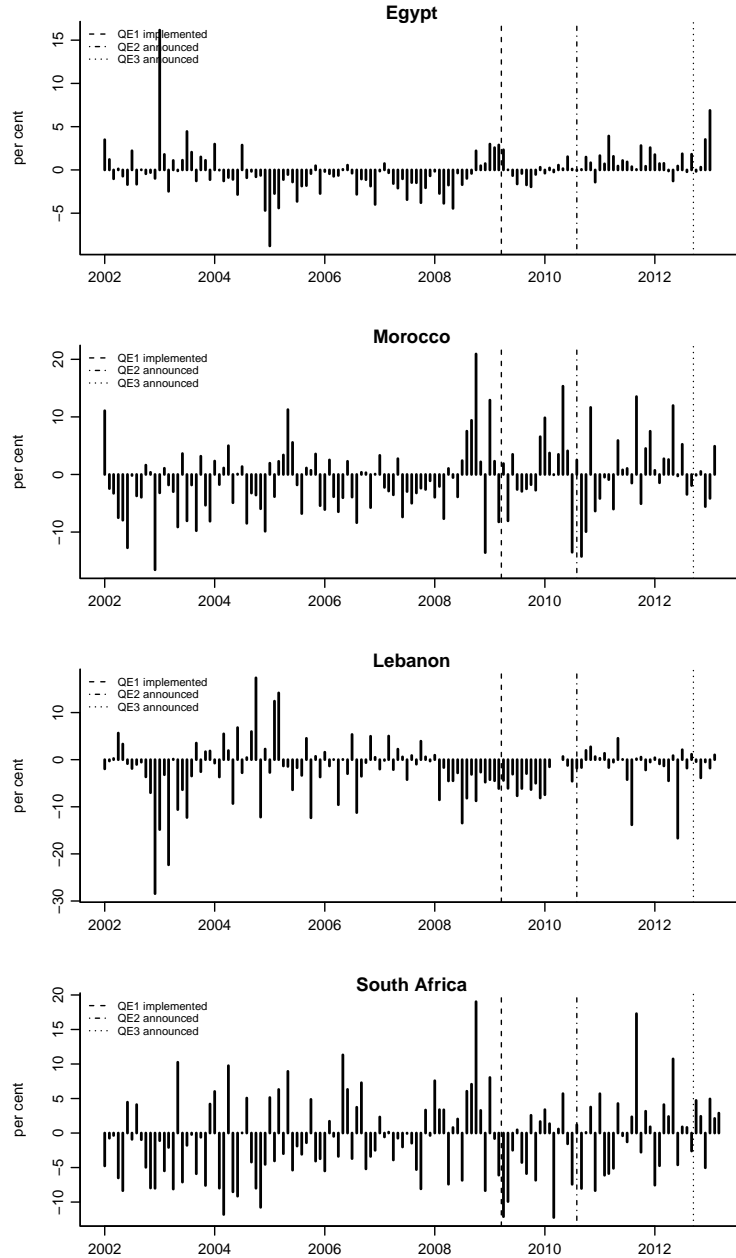 Egypt
QE1 implemented
QE2 announced
QE3 announced
per cent
15
10
5
0
−5
2002 2004 2006 2008 2010 2012
Morocco
QE1 implemented
QE2 announced
QE3 announced
per cent
20
10
0
−10
2002 2004 2006 2008 2010 2012
Lebanon
QE1 implemented
QE2 announced
QE3 announced
per cent
10
0
−10
−20
−30
2002 2004 2006 2008 2010 2012
South Africa
QE1 implemented
QE2 announced
QE3 announced
per cent
20
15
10
5
0
−5
−10
2002 2004 2006 2008 2010 2012